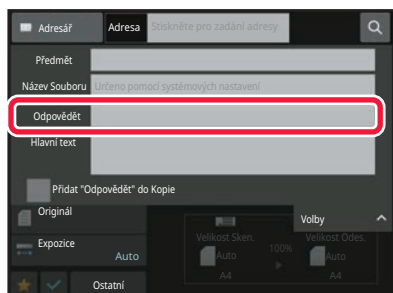 Adresář Adresa Stiskněte pro zadání adresy
Předmět
Název Souboru Určeno pomocí systémových nastavení
Odpovědět
Hlavní text
Přidat "Odpovědět" do Kopie
Originál
Volby
Expozice
Auto
Velikost Sken. Velikost Odes.
100%
Auto Auto
A4 A4
Ostatní